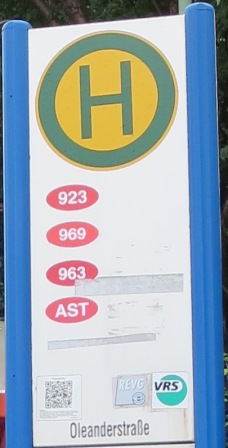 H
923
969
963
AST
REVG VRS
Oleanderstraße